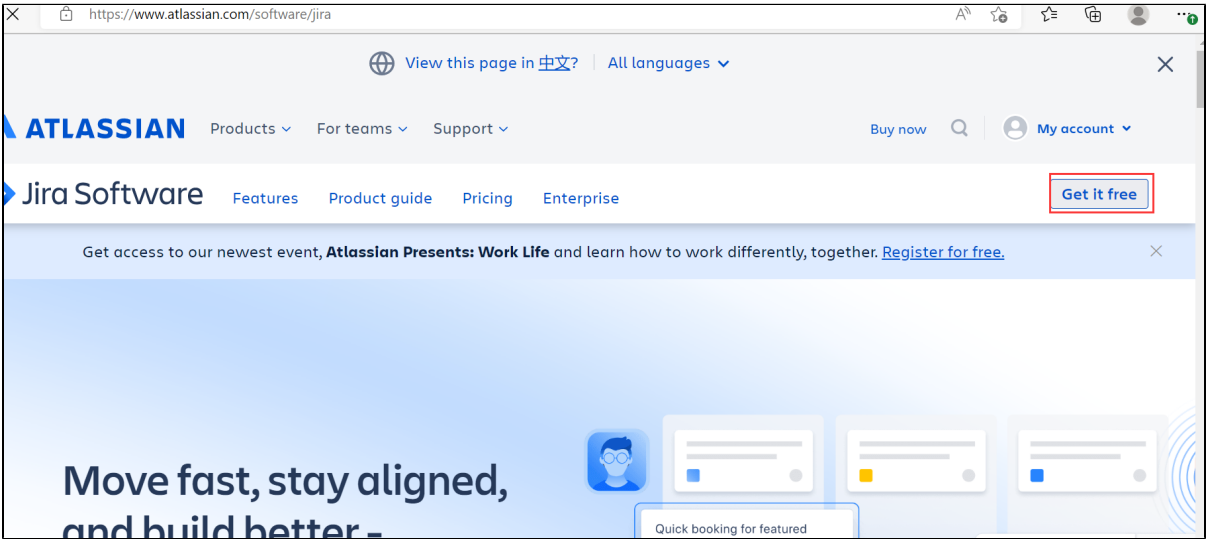 https://www.atlassian.com/software/jira
View this page in 中文? All languages
ATLASSIAN Products For teams Support Buy now My account
Jira Software Features Product guide Pricing Enterprise Get it free
Get access to our newest event, Atlassian Presents: Work Life and learn how to work differently, together. Register for free.
Move fast, stay aligned,
and build better -
Quick booking for featured